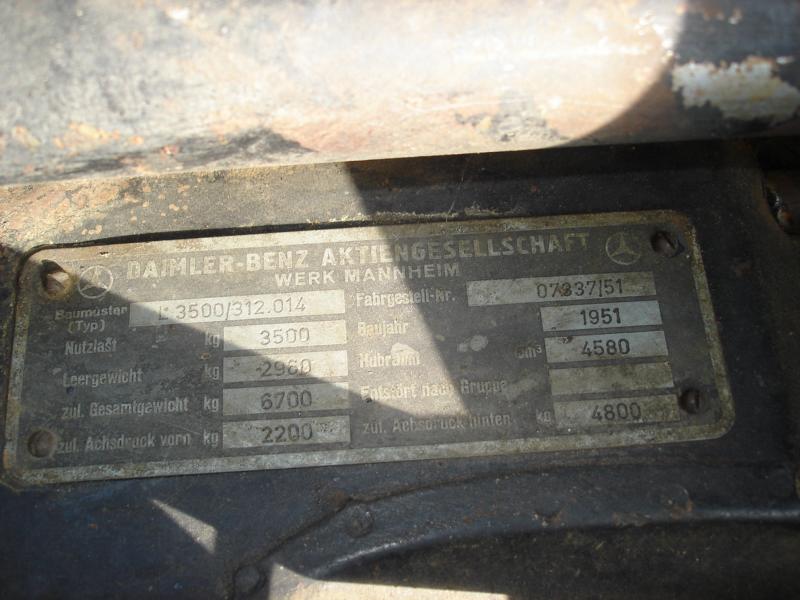 DAIMLER-BENZ AKTIENGESELLSCHAFT
WERK MANNHEIM
Baumuster (Typ) L 3500/312.014 Fahrgestell-Nr. 07337/51
Nutzlast kg 3500 Baujahr 1951
Leergewicht kg 2960 Hubraum cm³ 4580
zul. Gesamtgewicht kg 6700 Entstört nach Gruppe
zul. Achsdruck vorn kg 2200 zul. Achsdruck hinten kg 4800